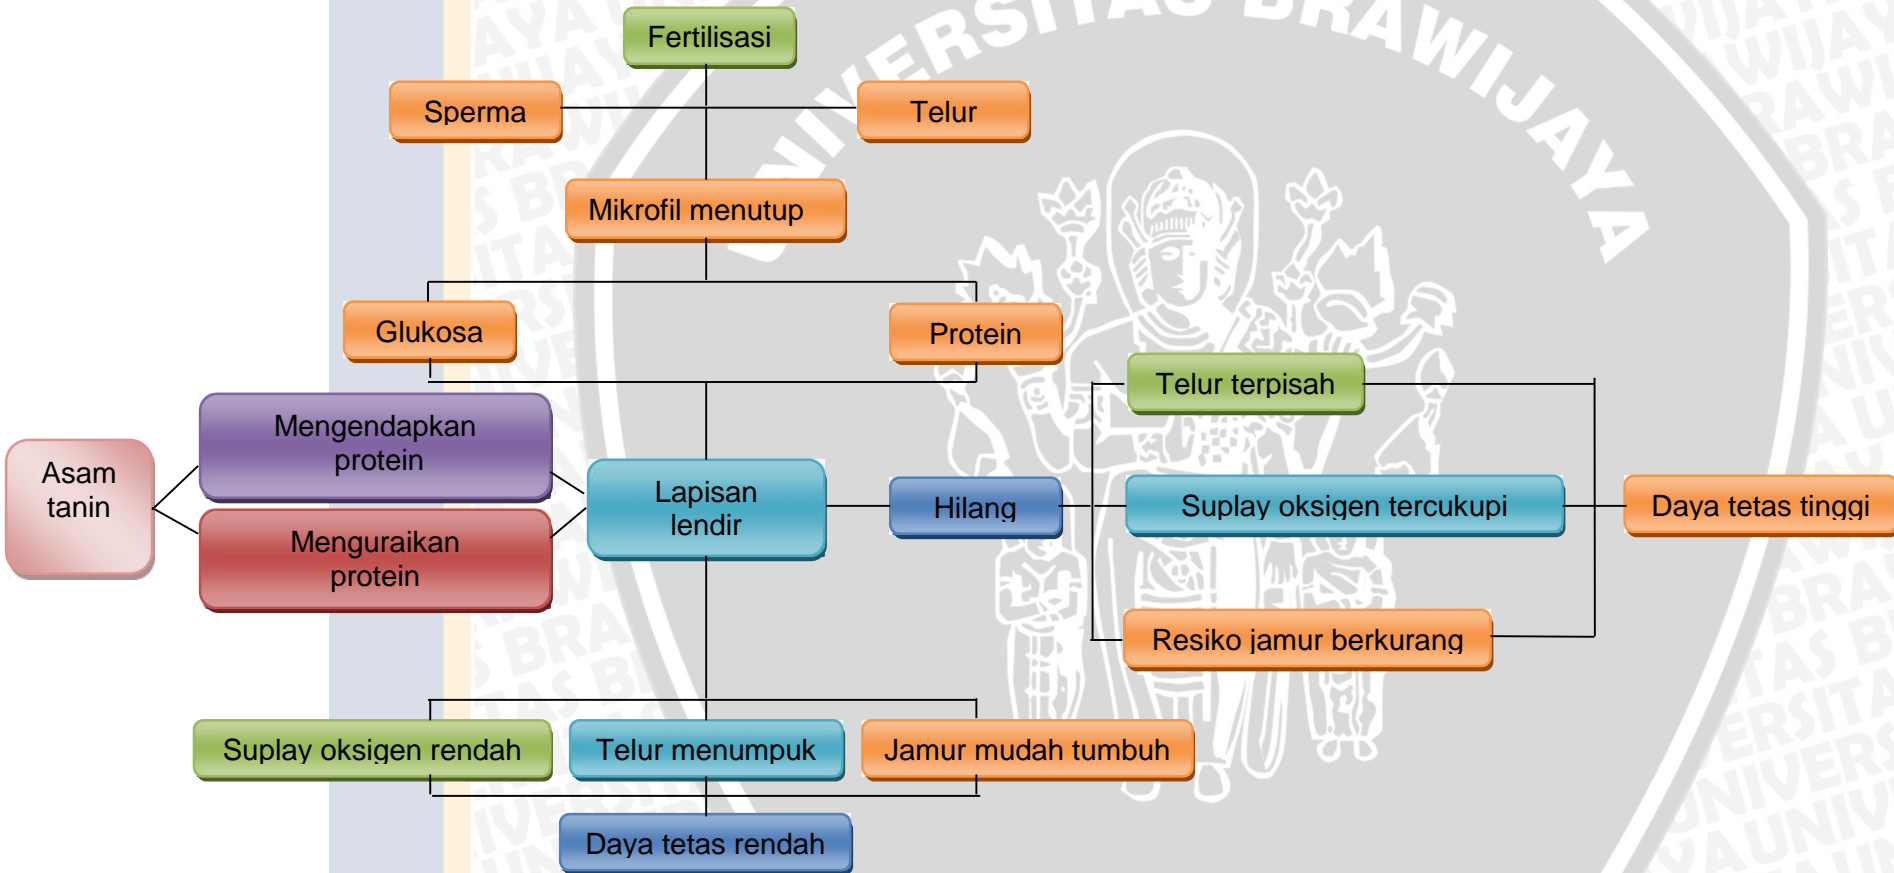 UNIVERSITAS BRAWIJAYA
Fertilisasi
Sperma
Telur
Mikrofil menutup
Glukosa
Protein
Telur terpisah
Mengendapkan
protein
Asam
tanin
Lapisan
lendir
Hilang
Suplay oksigen tercukupi
Daya tetas tinggi
Menguraikan
protein
Resiko jamur berkurang
Suplay oksigen rendah
Telur menumpuk
Jamur mudah tumbuh
Daya tetas rendah